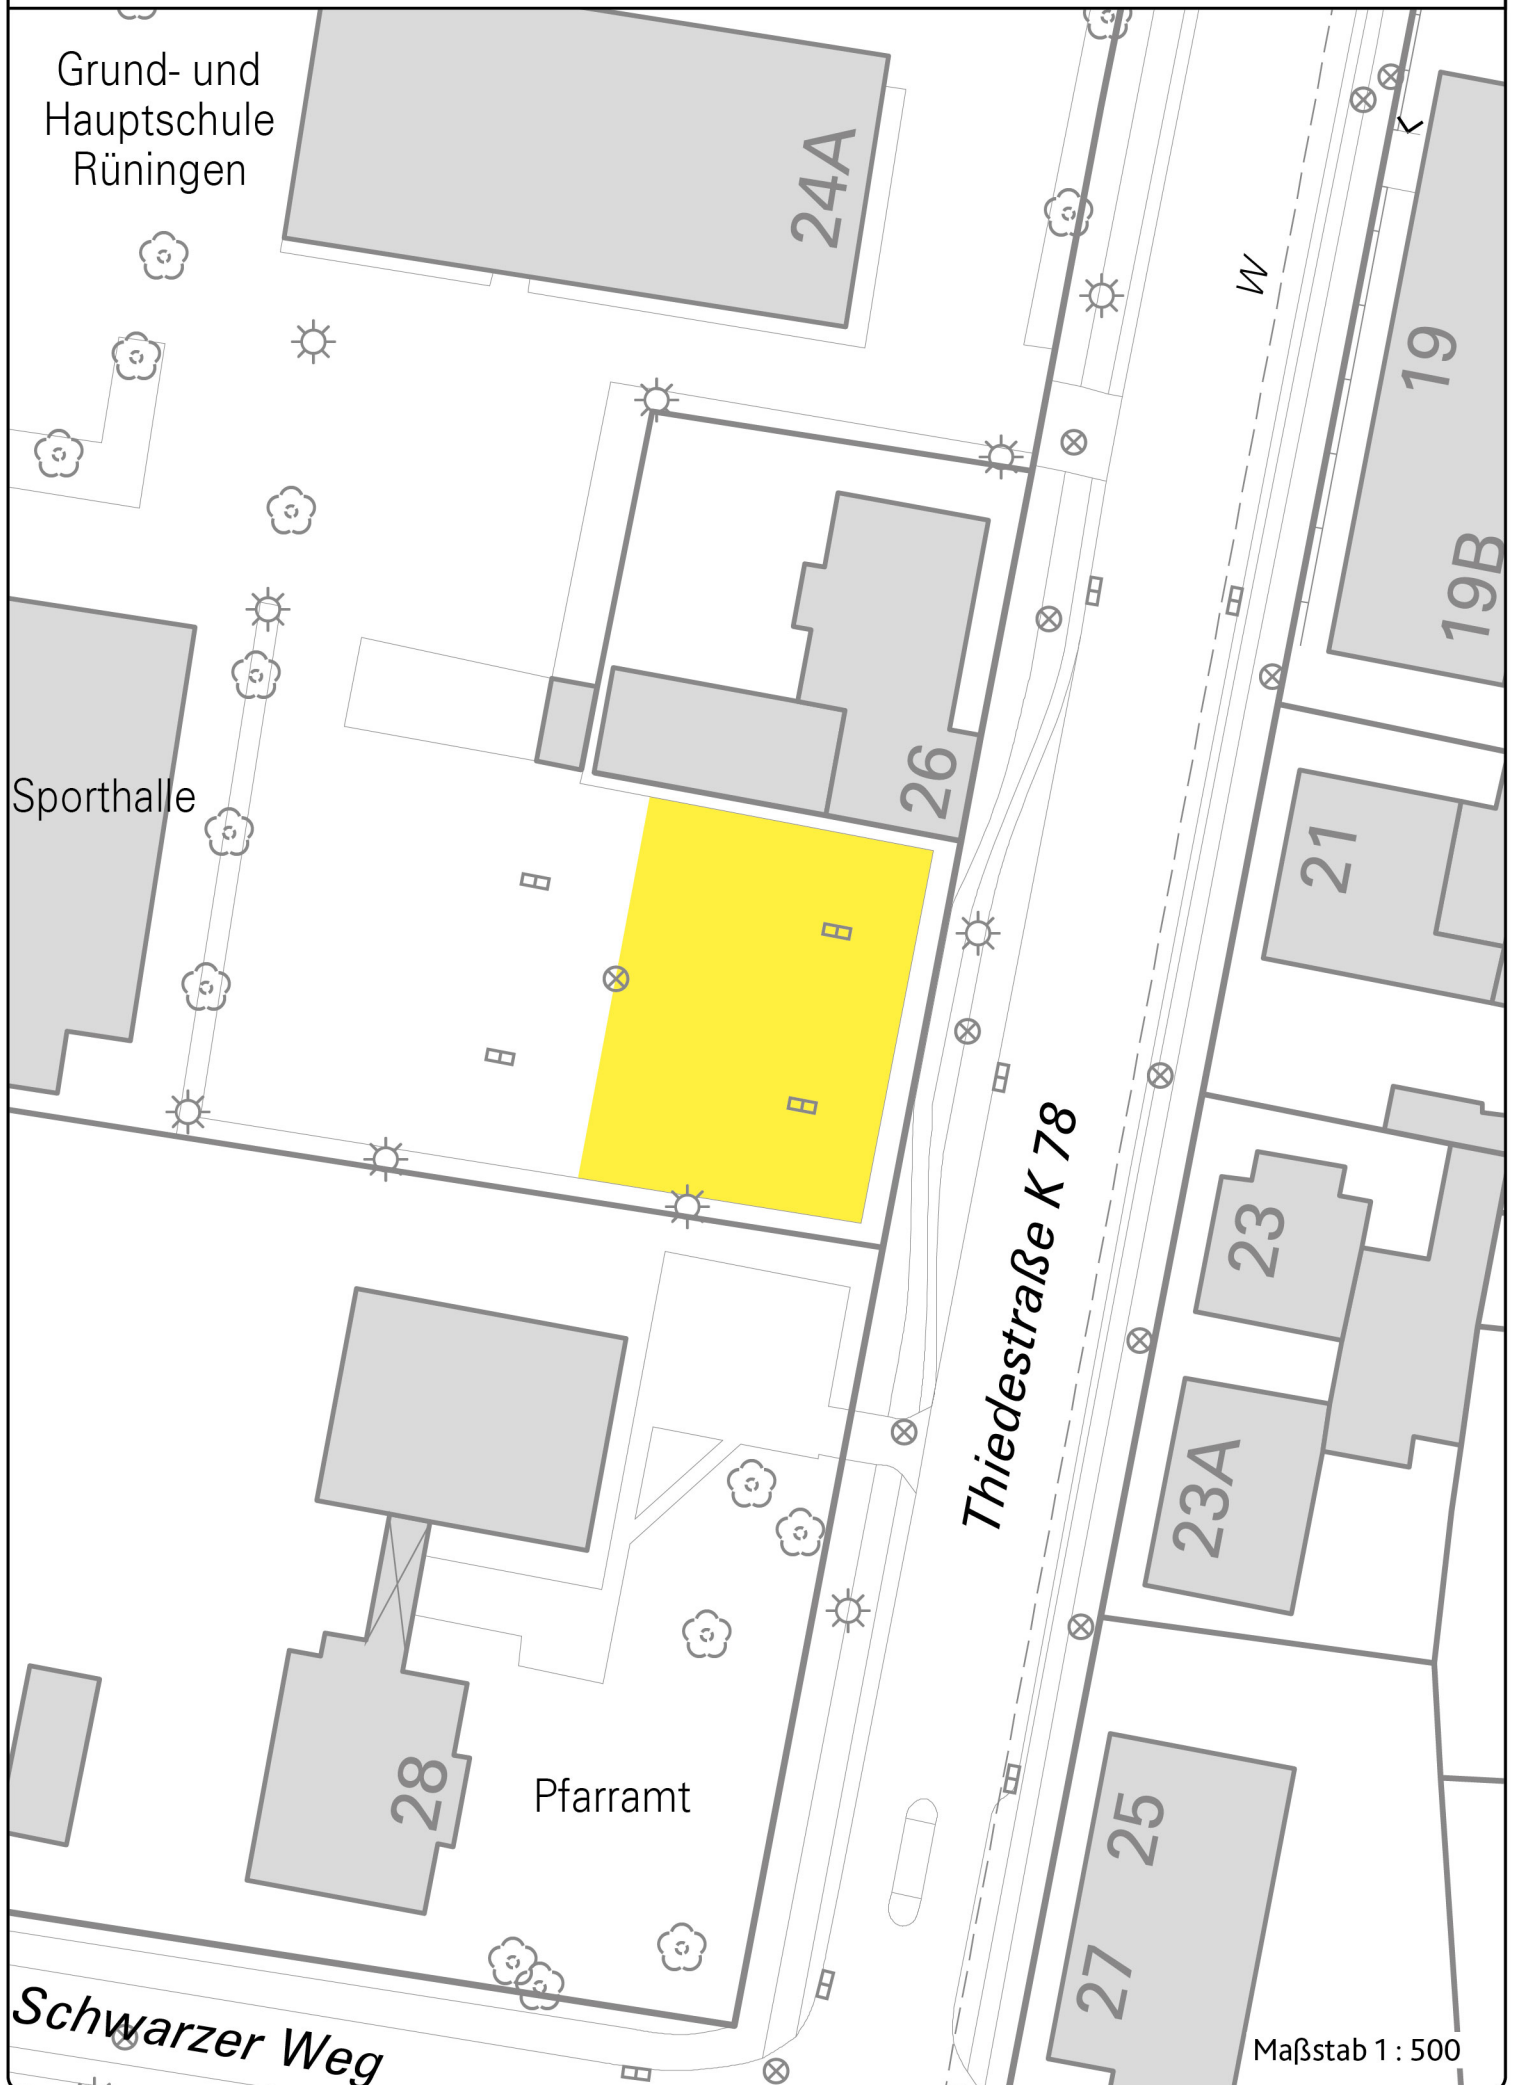 Grund- und
Hauptschule
Rüningen
24A
W
19
19B
Sporthalle
26
21
Thiedestraße K 78
23
23A
28
Pfarramt
25
27
Schwarzer Weg
Maßstab 1 : 500